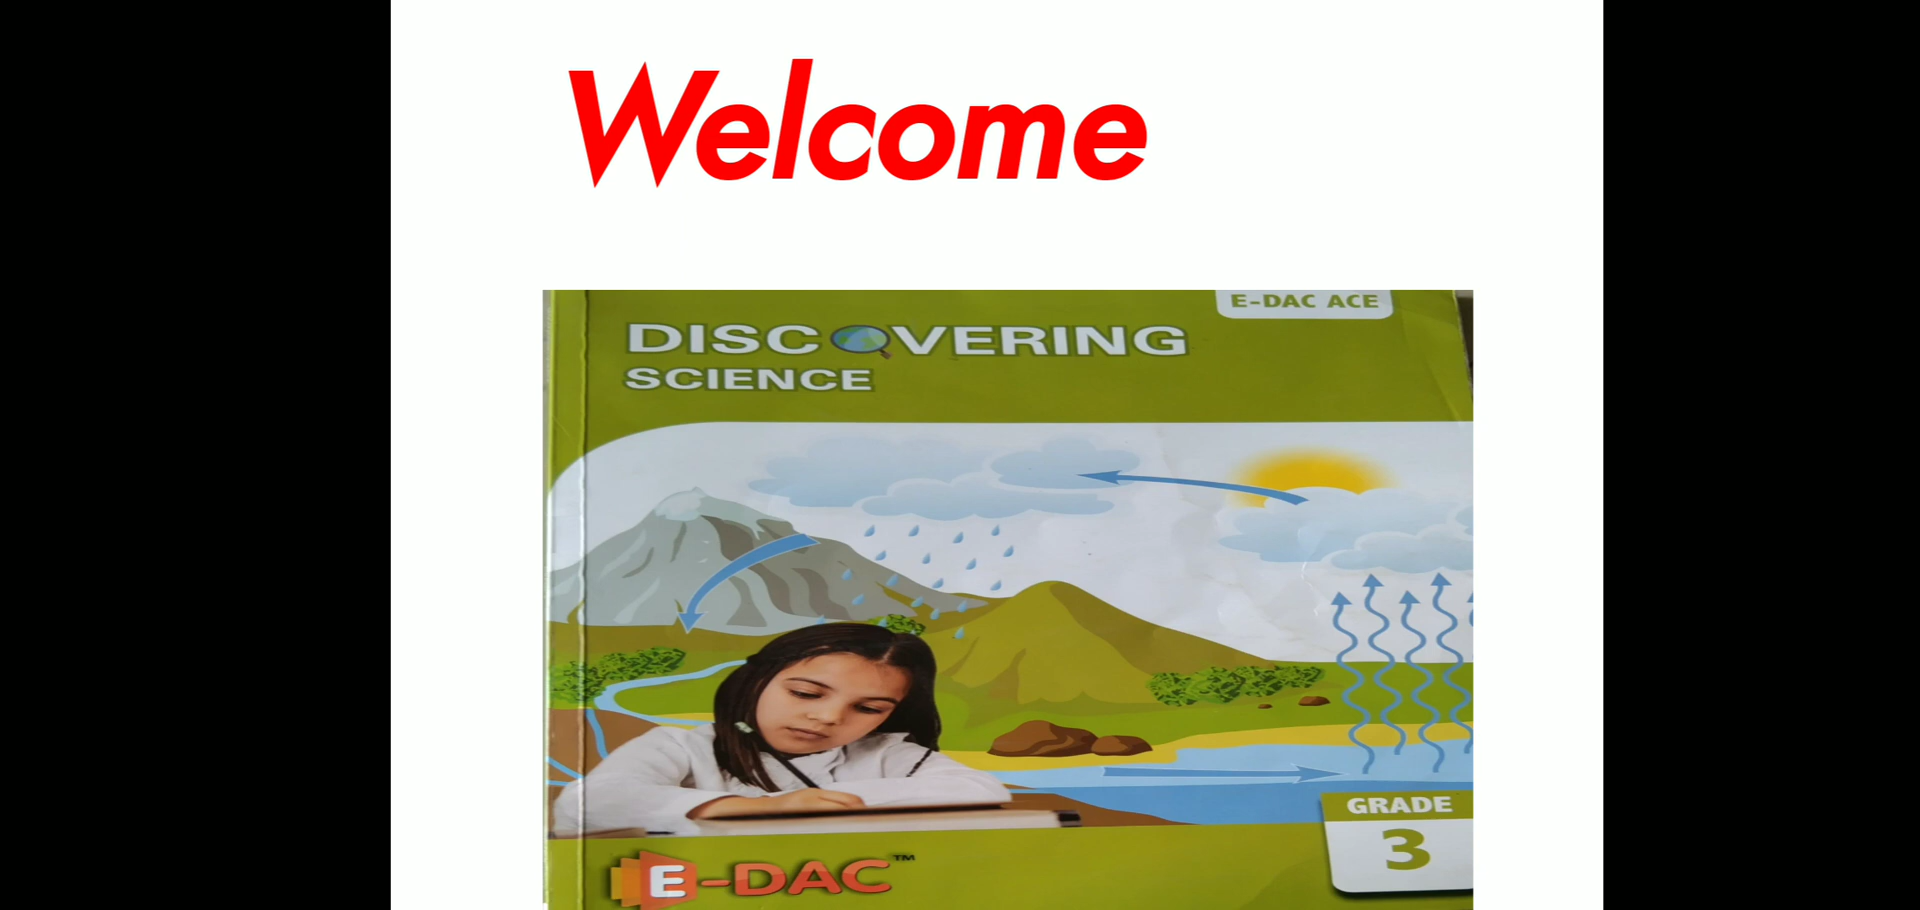 Welcome
E-DAC ACE
DISCOVERING
SCIENCE
GRADE
3
E-DAC™